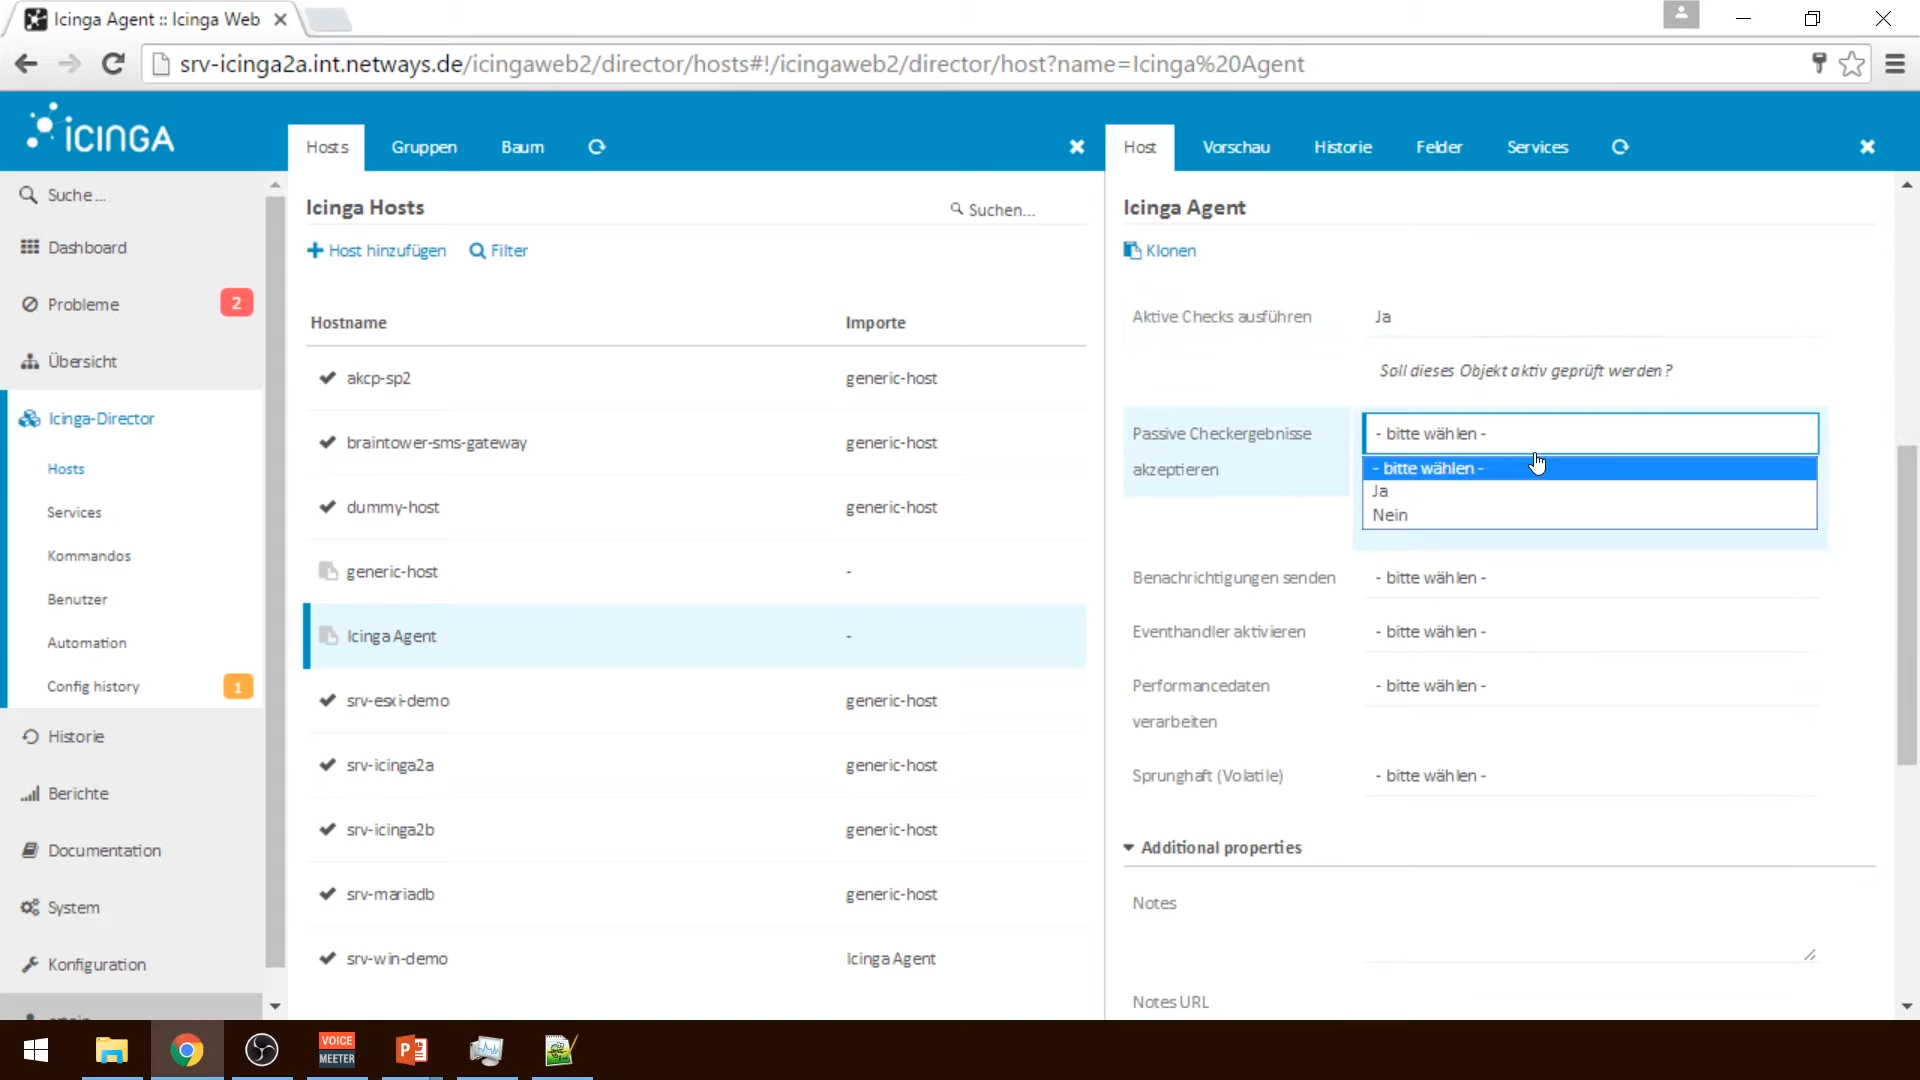 Icinga Agent :: Icinga Web
srv-icinga2a.int.netways.de/icingaweb2/director/hosts#!/icingaweb2/director/host?name=Icinga%20Agent
ICINGA
Hosts
Gruppen
Baum
Host
Vorschau
Historie
Felder
Services
Suche ...
Dashboard
Probleme
2
Übersicht
Icinga-Director
Hosts
Services
Kommandos
Benutzer
Automation
Config history
1
Historie
Berichte
Documentation
System
Konfiguration
Icinga Hosts
Suchen...
Host hinzufügen
Filter
Hostname Importe
akcp-sp2 generic-host
braintower-sms-gateway generic-host
dummy-host generic-host
generic-host -
Icinga Agent -
srv-esxi-demo generic-host
srv-icinga2a generic-host
srv-icinga2b generic-host
srv-mariadb generic-host
srv-win-demo Icinga Agent
Icinga Agent
Klonen
Aktive Checks ausführen Ja
Soll dieses Objekt aktiv geprüft werden?
Passive Checkergebnisse
akzeptieren
- bitte wählen -
- bitte wählen -
Ja
Nein
Benachrichtigungen senden - bitte wählen -
Eventhandler aktivieren - bitte wählen -
Performancedaten
verarbeiten
- bitte wählen -
Sprunghaft (Volatile) - bitte wählen -
Additional properties
Notes
Notes URL
VOICE
MEETER
P